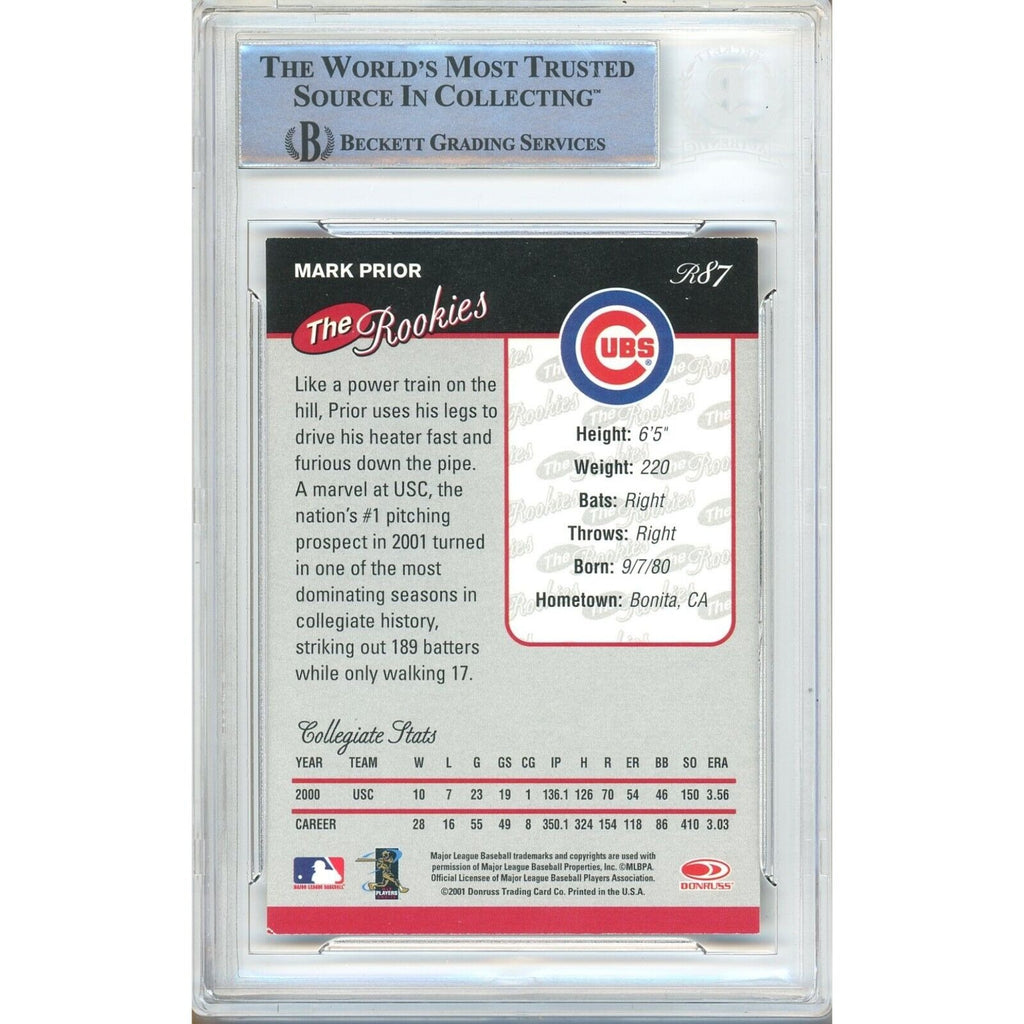 THE WORLD'S MOST TRUSTED
SOURCE IN COLLECTING™
B BECKETT GRADING SERVICES
MARK PRIOR
R87
The Rookies
CUBS®
Like a power train on the
hill, Prior uses his legs to
drive his heater fast and
furious down the pipe.
A marvel at USC, the
nation's #1 pitching
prospect in 2001 turned
in one of the most
dominating seasons in
collegiate history,
striking out 189 batters
while only walking 17.
Height: 6'5"
Weight: 220
Bats: Right
Throws: Right
Born: 9/7/80
Hometown: Bonita, CA
Collegiate Stats
YEAR TEAM W L G GS CG IP H R ER BB SO ERA
2000 USC 10 7 23 19 1 136.1 126 70 54 46 150 3.56
CAREER 28 16 55 49 8 350.1 324 154 118 86 410 3.03
MAJOR LEAGUE BASEBALL
PLAYERS
Major League Baseball trademarks and copyrights are used with
permission of Major League Baseball Properties, Inc. ©MLBPA.
Official Licensee of Major League Baseball Players Association.
©2001 Donruss Trading Card Co. Printed in the U.S.A.
DONRUSS